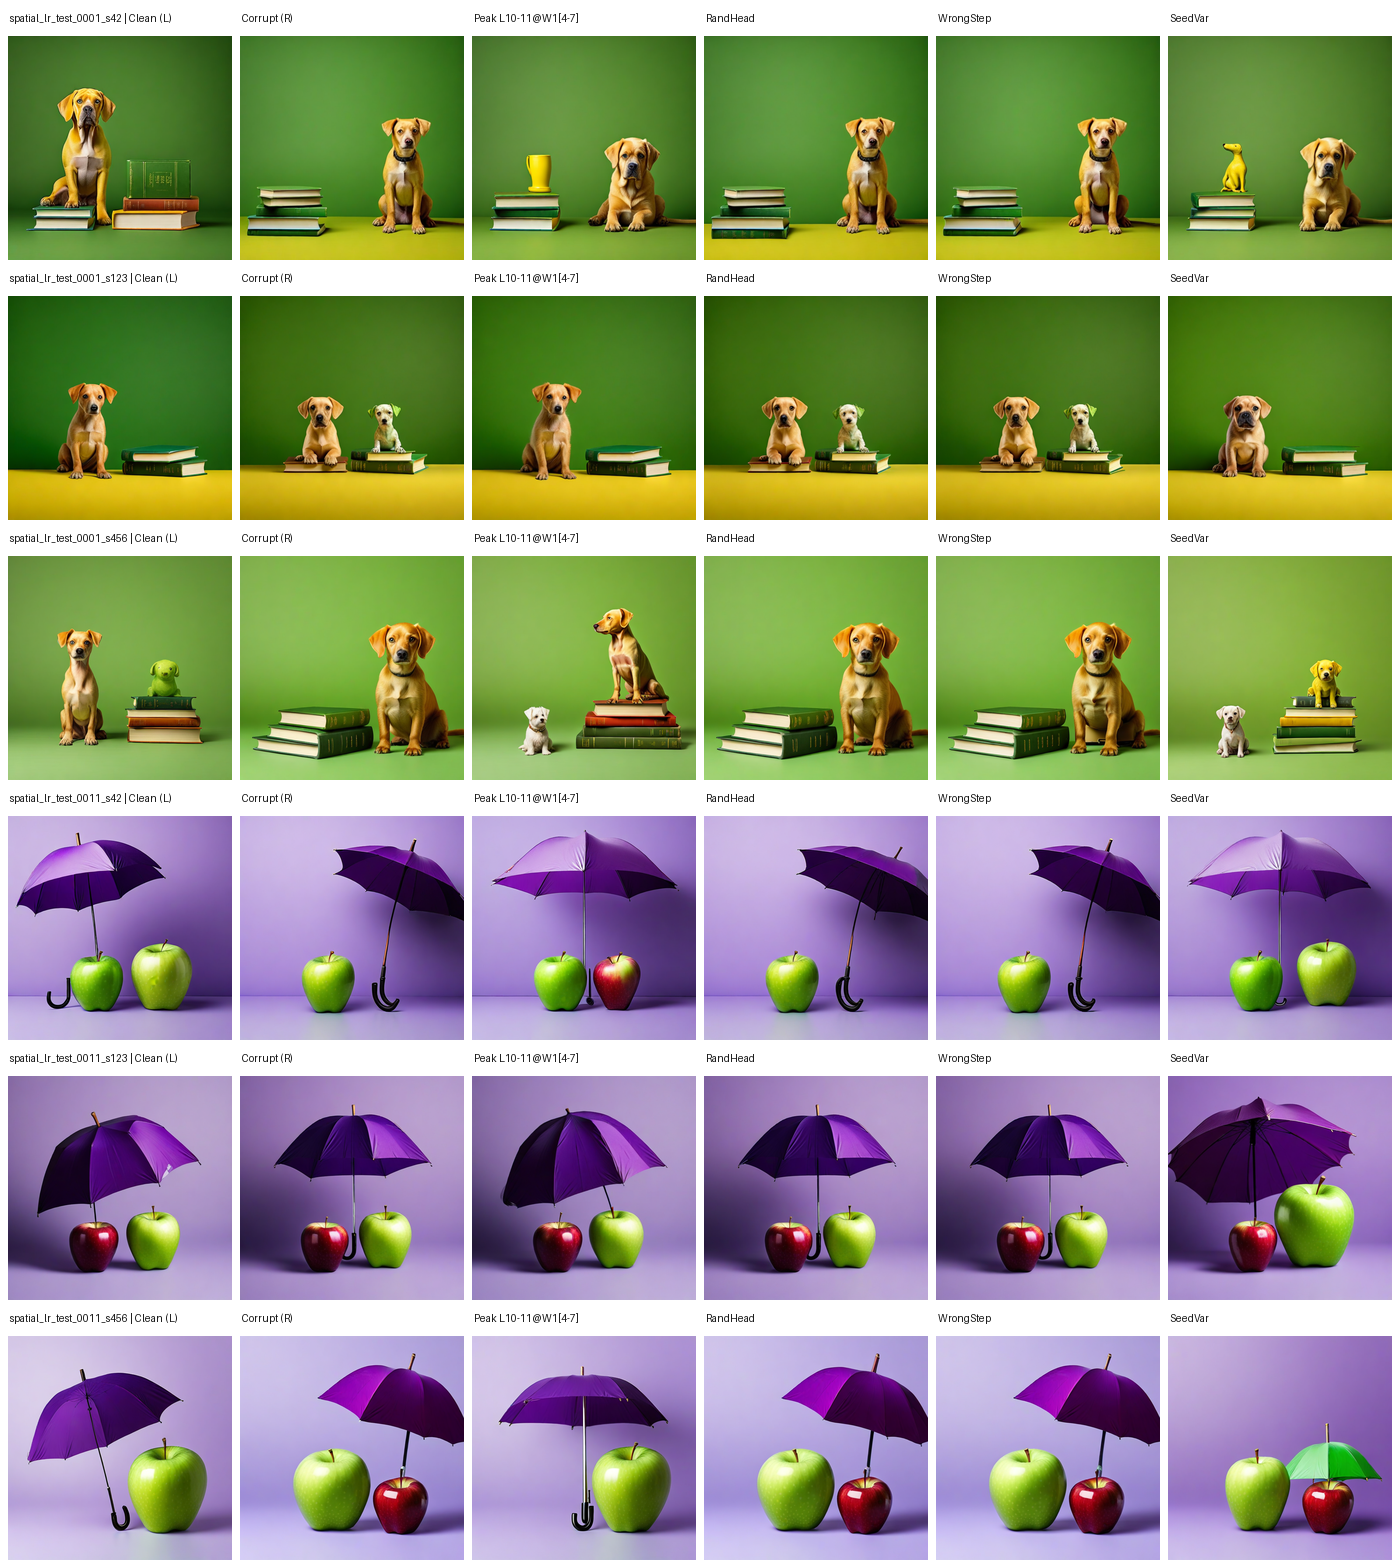 spatial_lr_test_0001_s42 | Clean (L) Corrupt (R) Peak L10-11@W1[4-7] RandHead WrongStep SeedVar
spatial_lr_test_0001_s123 | Clean (L) Corrupt (R) Peak L10-11@W1[4-7] RandHead WrongStep SeedVar
spatial_lr_test_0001_s456 | Clean (L) Corrupt (R) Peak L10-11@W1[4-7] RandHead WrongStep SeedVar
spatial_lr_test_0011_s42 | Clean (L) Corrupt (R) Peak L10-11@W1[4-7] RandHead WrongStep SeedVar
spatial_lr_test_0011_s123 | Clean (L) Corrupt (R) Peak L10-11@W1[4-7] RandHead WrongStep SeedVar
spatial_lr_test_0011_s456 | Clean (L) Corrupt (R) Peak L10-11@W1[4-7] RandHead WrongStep SeedVar